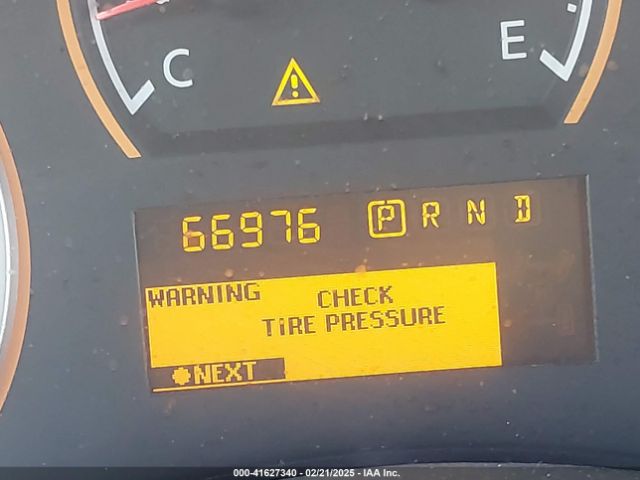 C
E
!
66976 P R N D
WARNING CHECK
TiRE PRESSURE
NEXT
000-41627340 - 02/21/2025 - IAA Inc.